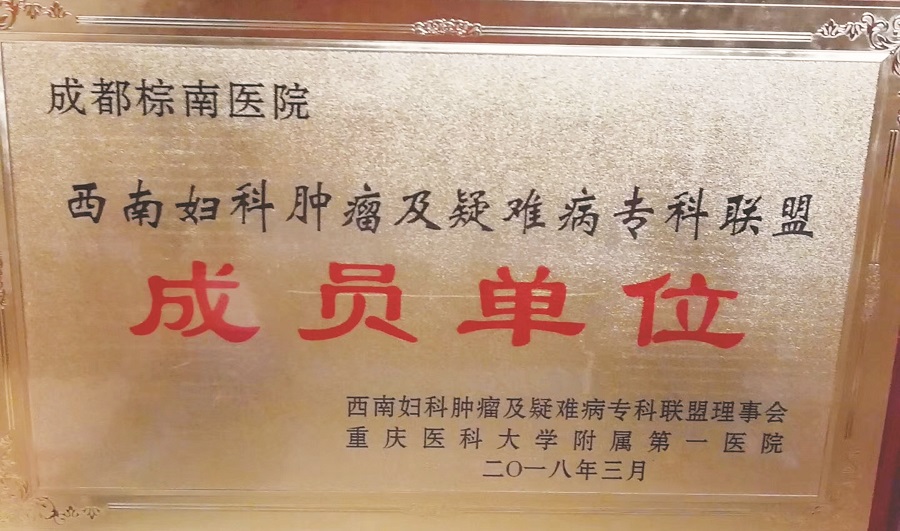 成都棕南医院
西南妇科肿瘤及疑难病专科联盟
成员单位
西南妇科肿瘤及疑难病专科联盟理事会
重庆医科大学附属第一医院
二〇一八年三月